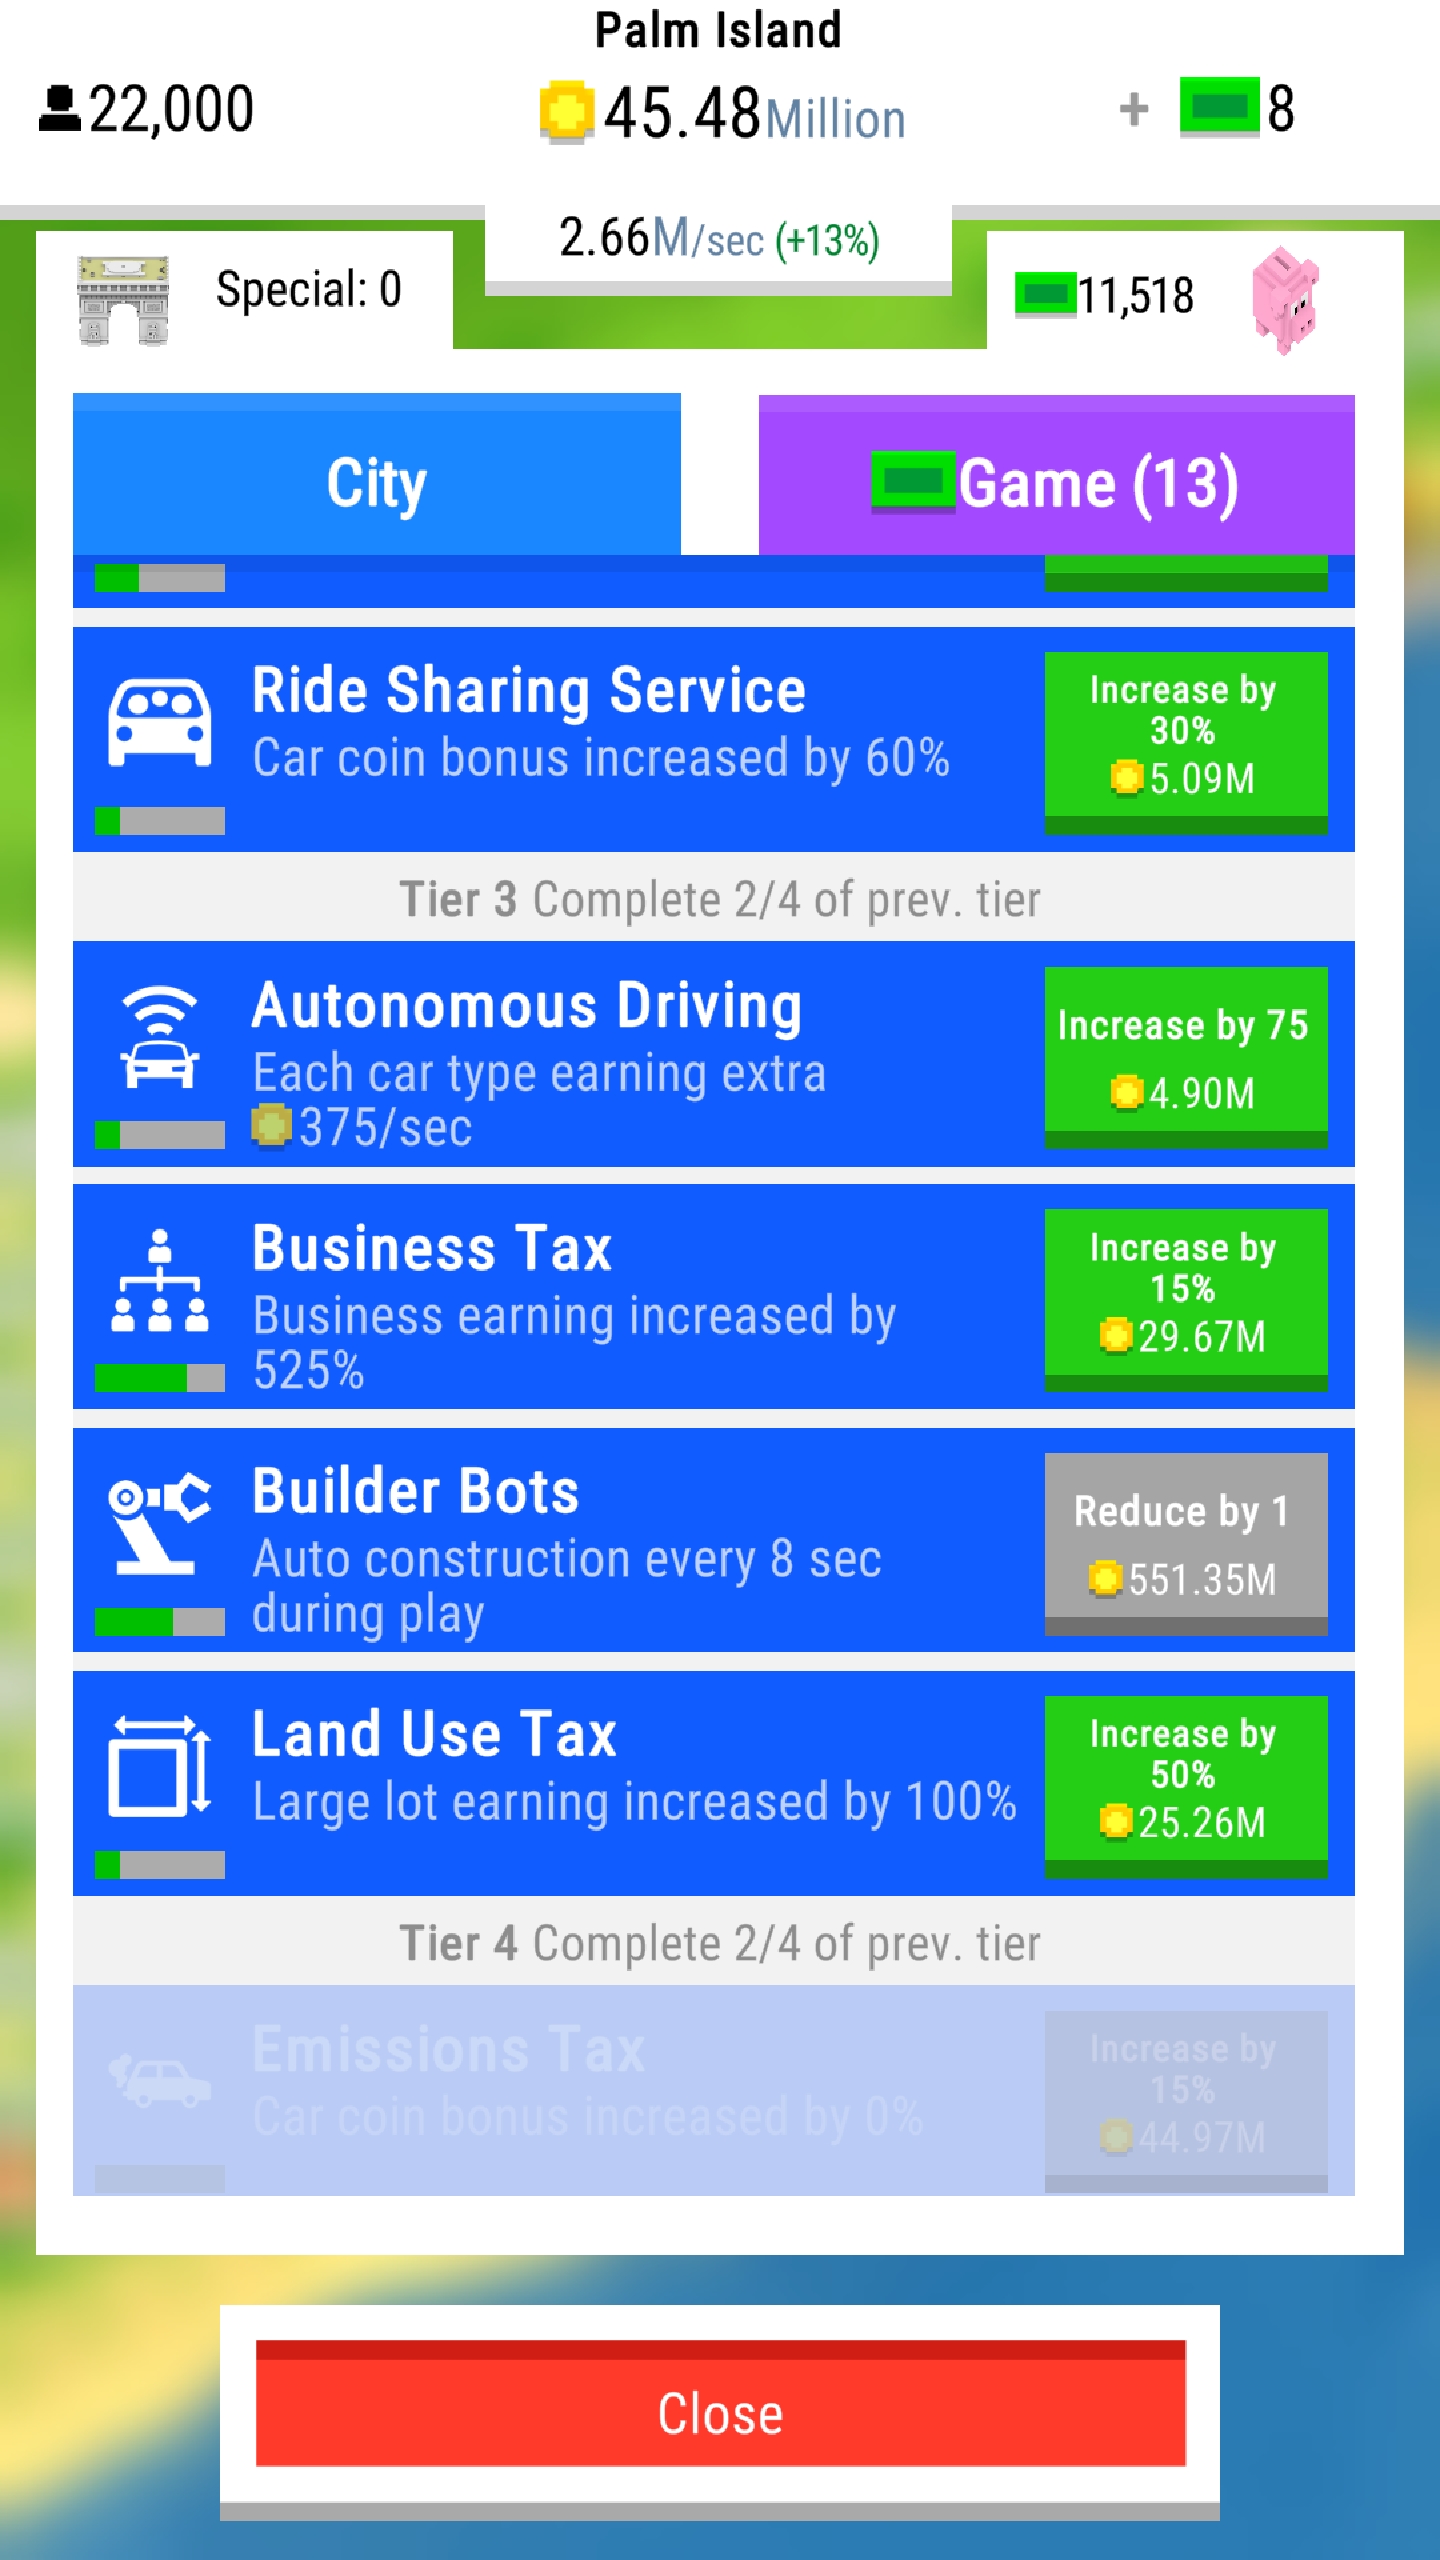 Palm Island
22,000
45.48Million
+ 8
2.66M/sec (+13%)
Special: 0
11,518
City
Game (13)
Ride Sharing Service
Car coin bonus increased by 60%
Increase by
30%
5.09M
Tier 3 Complete 2/4 of prev. tier
Autonomous Driving
Each car type earning extra
375/sec
Increase by 75
4.90M
Business Tax
Business earning increased by
525%
Increase by
15%
29.67M
Builder Bots
Auto construction every 8 sec
during play
Reduce by 1
551.35M
Land Use Tax
Large lot earning increased by 100%
Increase by
50%
25.26M
Tier 4 Complete 2/4 of prev. tier
Emissions Tax
Car coin bonus increased by 0%
Increase by
15%
44.97M
Close